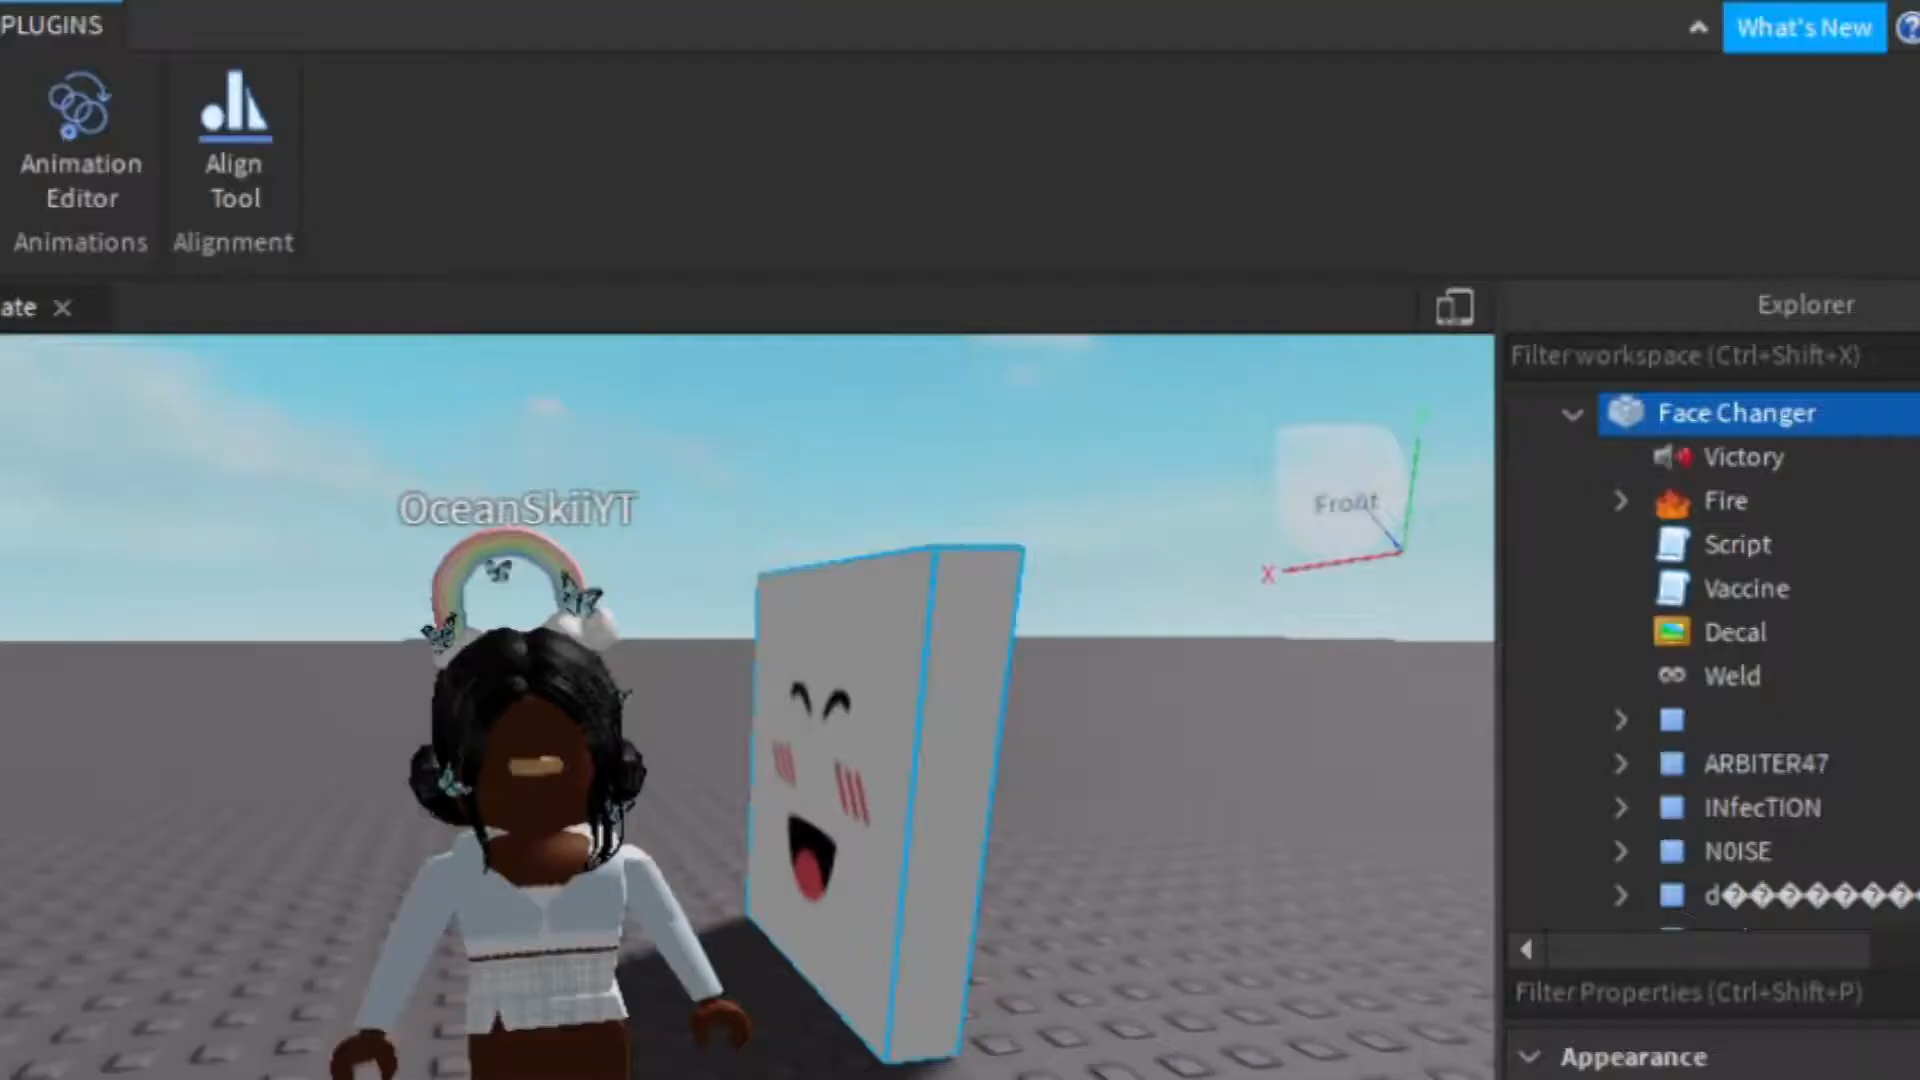 PLUGINS
What's New
Animation
Editor
Align
Tool
Animations
Alignment
ate
Explorer
Filter workspace (Ctrl+Shift+X)
Face Changer
Victory
Fire
Script
Vaccine
Decal
Weld
ARBITER47
INfecTION
N0ISE
d�������
OceanSkiiYT
Front
X
Filter Properties (Ctrl+Shift+P)
Appearance